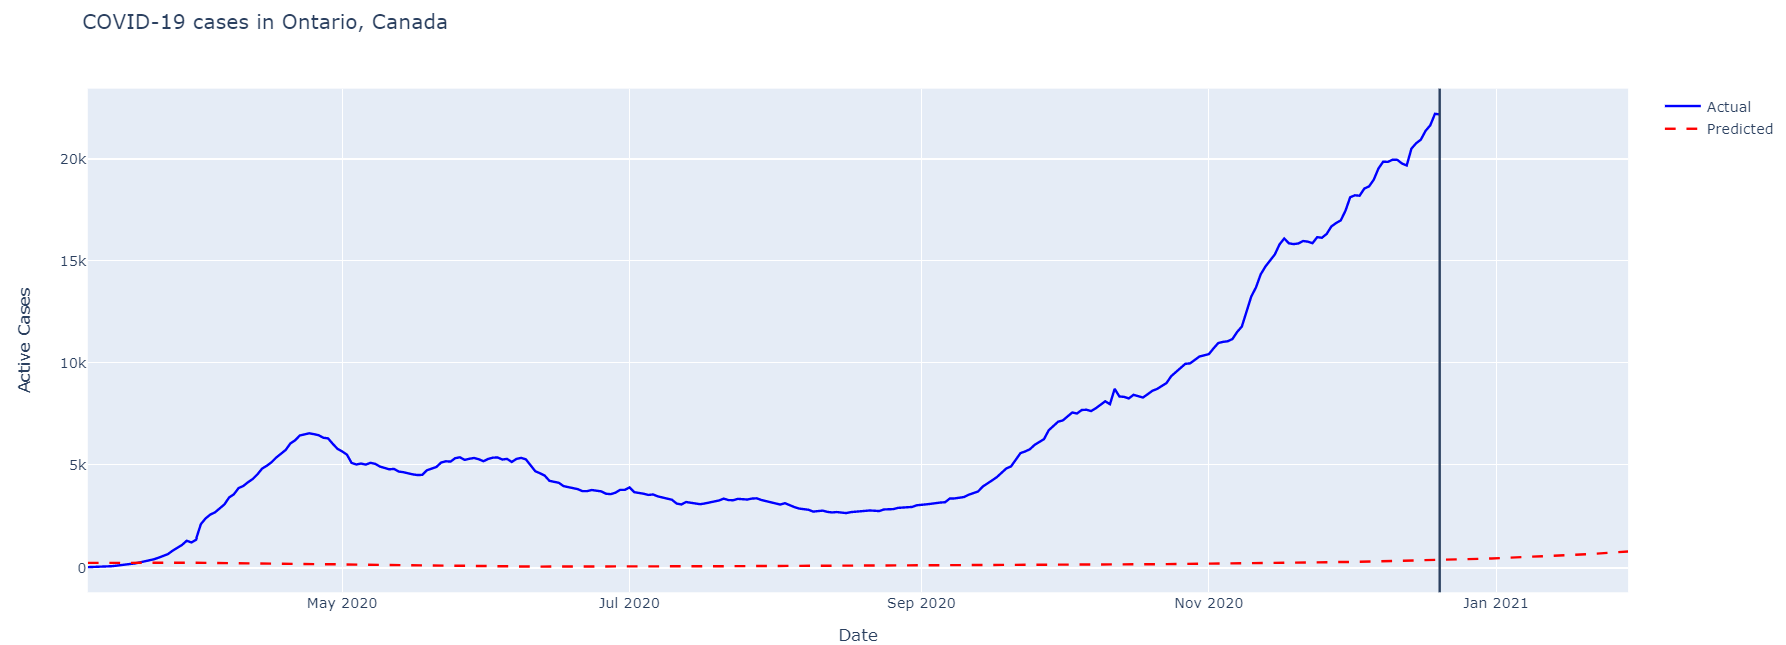 COVID-19 cases in Ontario, Canada
Actual
Predicted
20k
15k
10k
5k
0
Active Cases
May 2020
Jul 2020
Sep 2020
Nov 2020
Jan 2021
Date